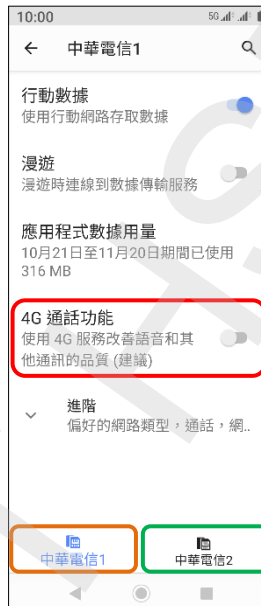 10:00 5G
中華電信1
行動數據
使用行動網路存取數據
漫遊
漫遊時連線到數據傳輸服務
應用程式數據用量
10月21日至11月20日期間已使用
316 MB
4G 通話功能
使用 4G 服務改善語音和其
他通訊的品質 (建議)
進階
偏好的網路類型，通話，網..
中華電信1 中華電信2